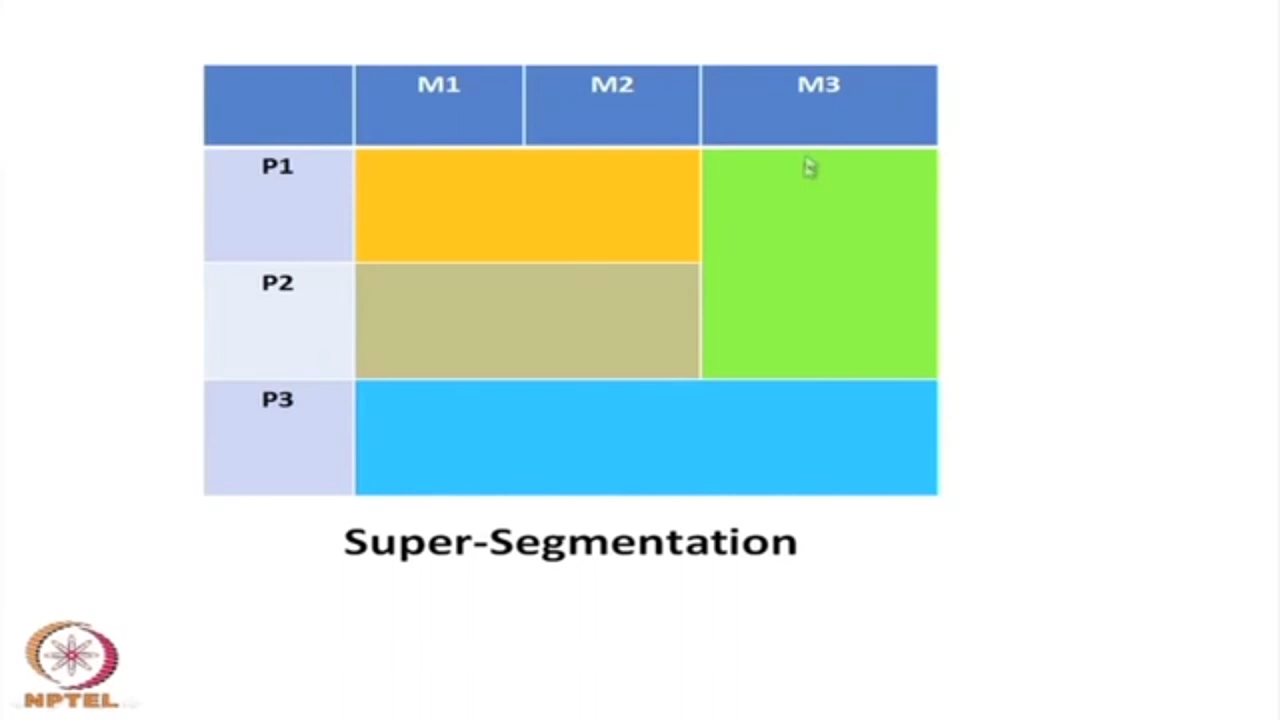 M1 M2 M3
P1
P2
P3
Super-Segmentation
NPTEL